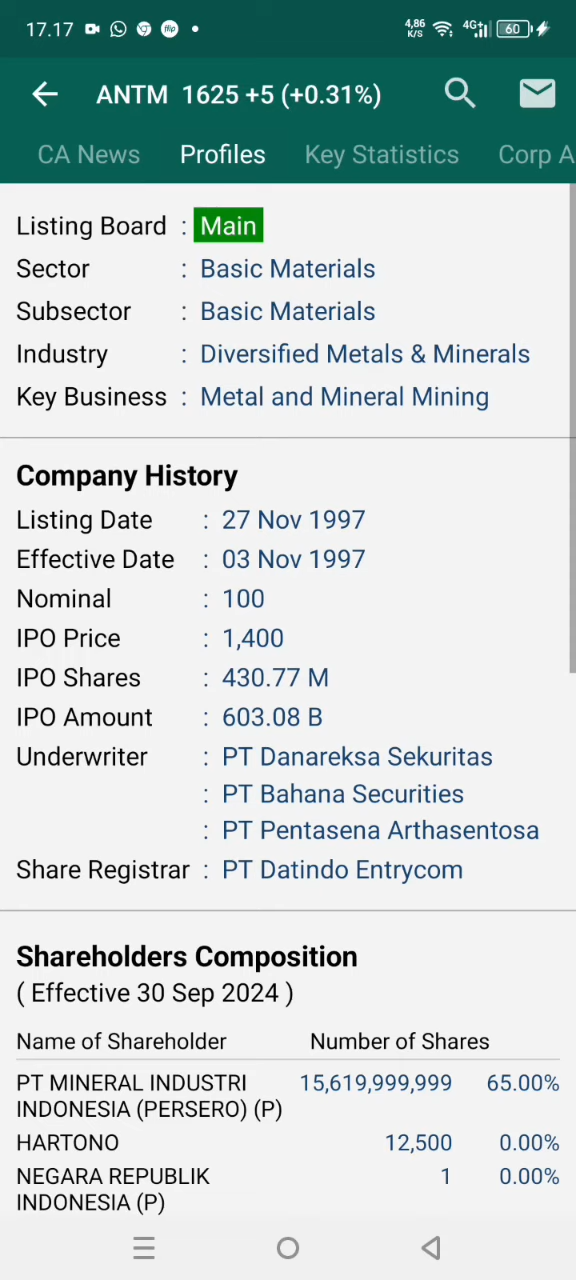 17.17
flip
4,86
K/S
4G+
60
ANTM 1625 +5 (+0.31%)
CA News Profiles Key Statistics Corp A
Listing Board : Main
Sector : Basic Materials
Subsector : Basic Materials
Industry : Diversified Metals & Minerals
Key Business : Metal and Mineral Mining
Company History
Listing Date : 27 Nov 1997
Effective Date : 03 Nov 1997
Nominal : 100
IPO Price : 1,400
IPO Shares : 430.77 M
IPO Amount : 603.08 B
Underwriter : PT Danareksa Sekuritas
: PT Bahana Securities
: PT Pentasena Arthasentosa
Share Registrar : PT Datindo Entrycom
Shareholders Composition
( Effective 30 Sep 2024 )
Name of Shareholder Number of Shares
PT MINERAL INDUSTRI 15,619,999,999 65.00%
INDONESIA (PERSERO) (P)
HARTONO 12,500 0.00%
NEGARA REPUBLIK 1 0.00%
INDONESIA (P)